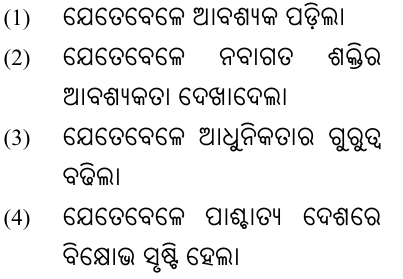 (1) ଯେତେବେଳେ ଆବଶ୍ୟକ ପଡ଼ିଲା
(2) ଯେତେବେଳେ ନବାଗତ ଶକ୍ତିର
ଆବଶ୍ୟକତା ଦେଖାଦେଲା
(3) ଯେତେବେଳେ ଆଧୁନିକତାର ଗୁରୁତ୍ୱ
ବଢିଲା
(4) ଯେତେବେଳେ ପାଶ୍ଚାତ୍ୟ ଦେଶରେ
ବିକ୍ଷୋଭ ସୃଷ୍ଟି ହେଲା